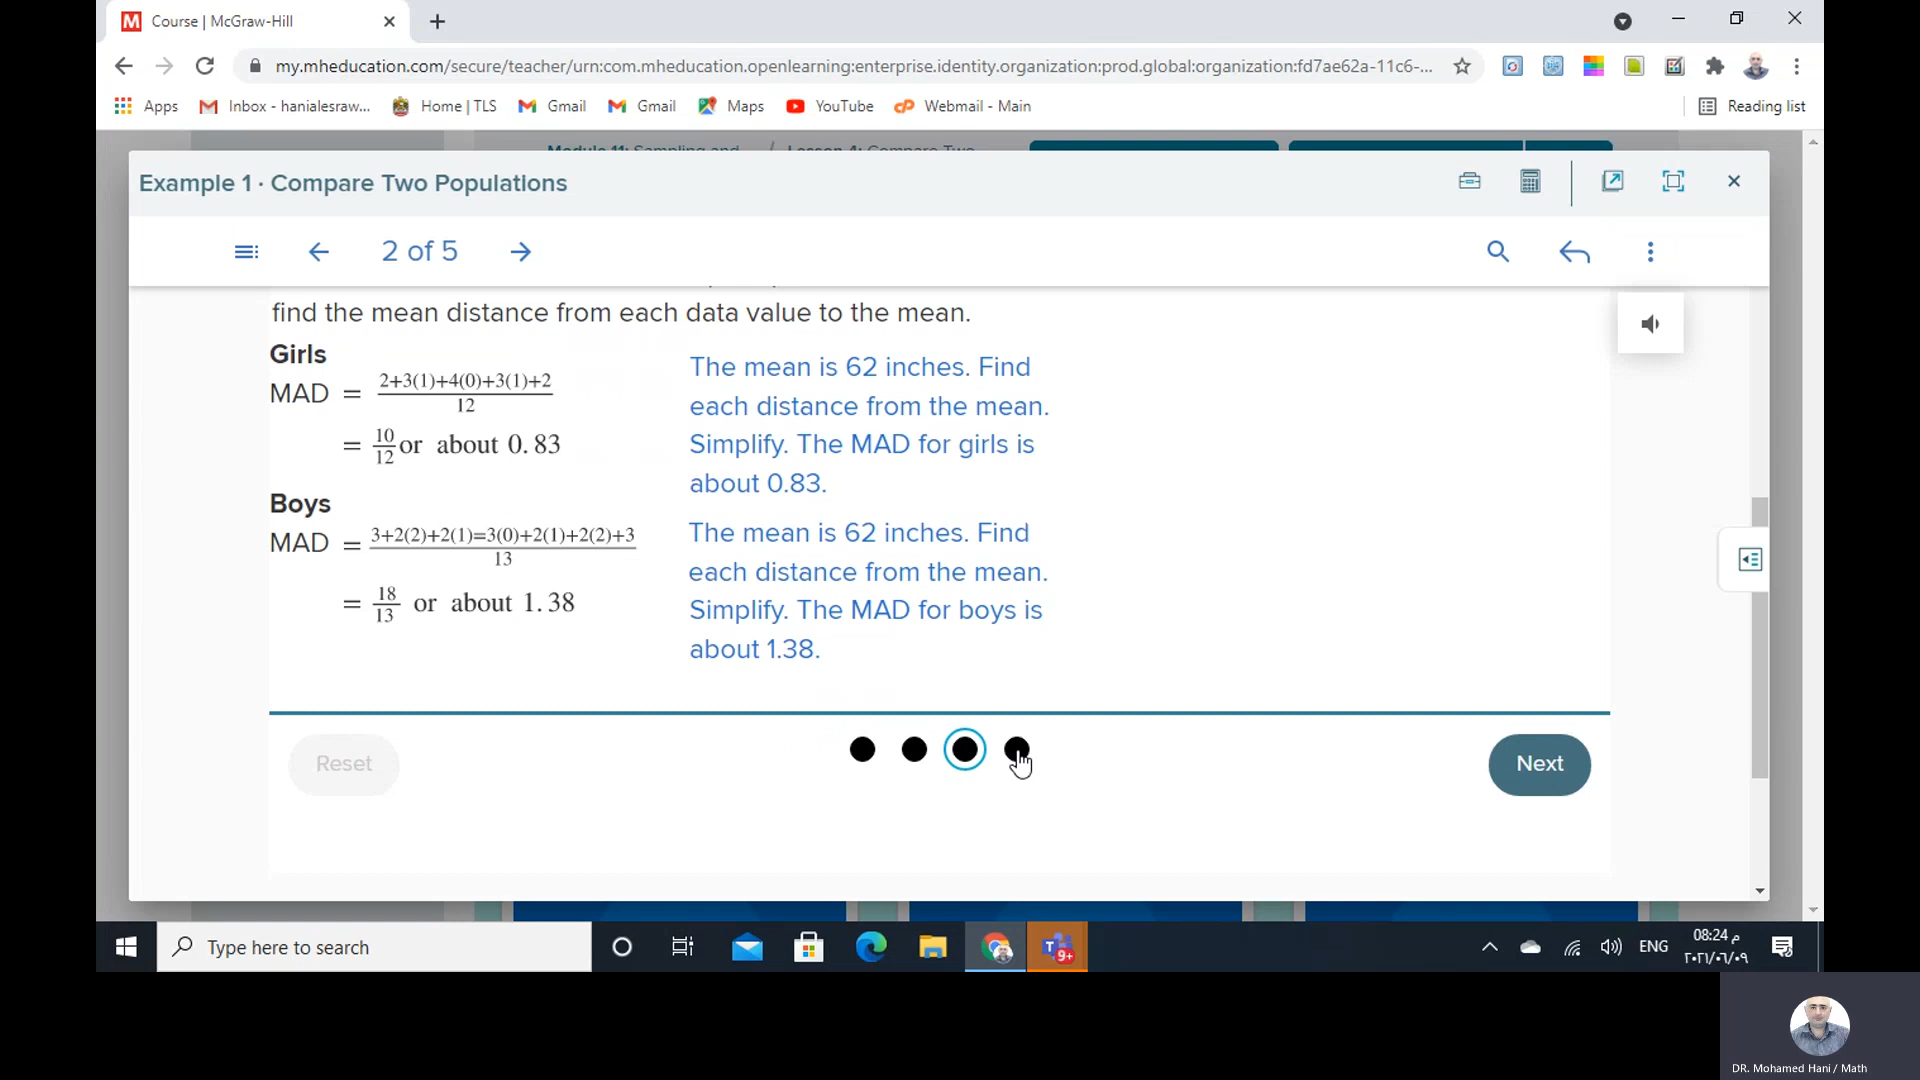 Course | McGraw-Hill
my.mheducation.com/secure/teacher/urn:com.mheducation.openlearning:enterprise.identity.organization:prod.global:organization:fd7ae62a-11c6-...
Apps
Inbox - hanialesraw...
Home | TLS
Gmail
Gmail
Maps
YouTube
Webmail - Main
Reading list
Example 1 · Compare Two Populations
2 of 5
find the mean distance from each data value to the mean.
Girls
MAD = 2+3(1)+4(0)+3(1)+2 / 12
= 10/12 or about 0.83
The mean is 62 inches. Find
each distance from the mean.
Simplify. The MAD for girls is
about 0.83.
Boys
MAD = 3+2(2)+2(1)=3(0)+2(1)+2(2)+3 / 13
= 18/13 or about 1.38
The mean is 62 inches. Find
each distance from the mean.
Simplify. The MAD for boys is
about 1.38.
Reset
Next
Type here to search
9+
ENG
08:24 م
٢٠٢١/٠٦/٠٩
DR. Mohamed Hani / Math